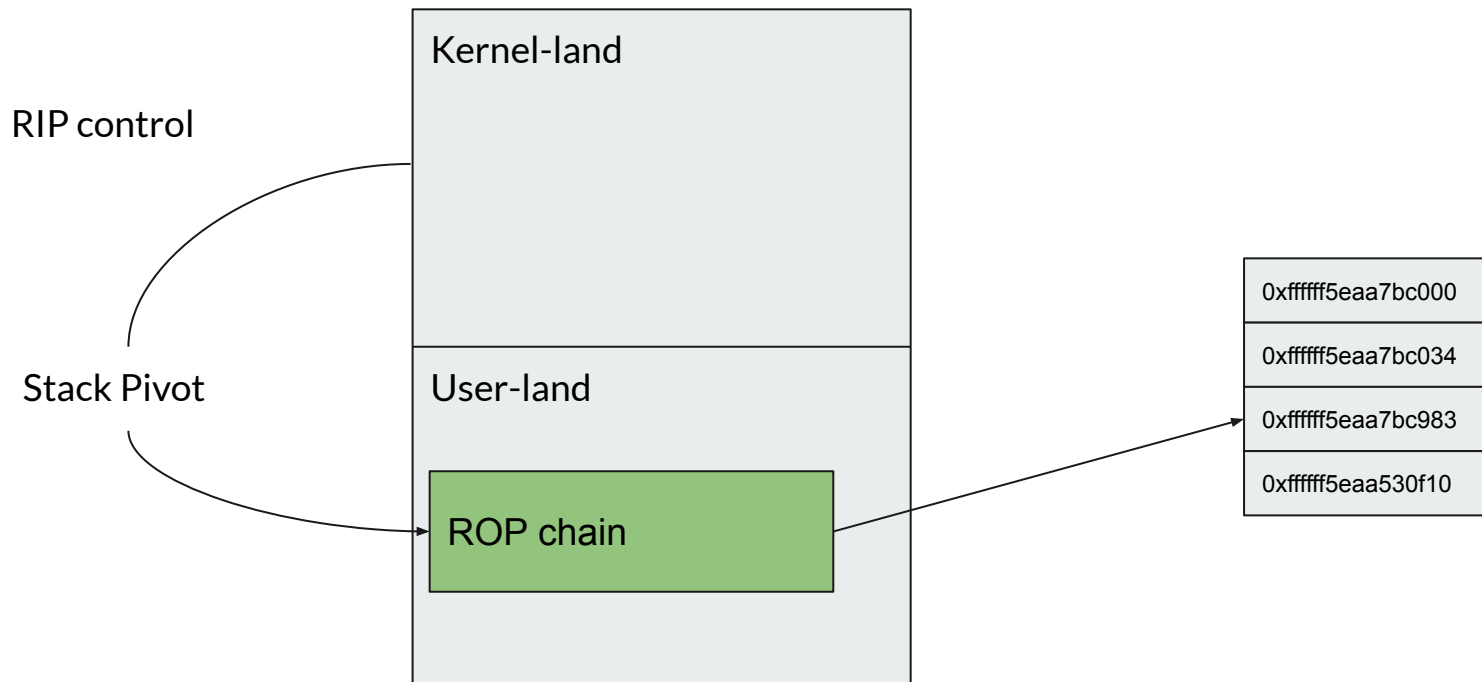 Kernel-land
RIP control
Stack Pivot
User-land
ROP chain
0xffffff5eaa7bc000
0xffffff5eaa7bc034
0xffffff5eaa7bc983
0xffffff5eaa530f10